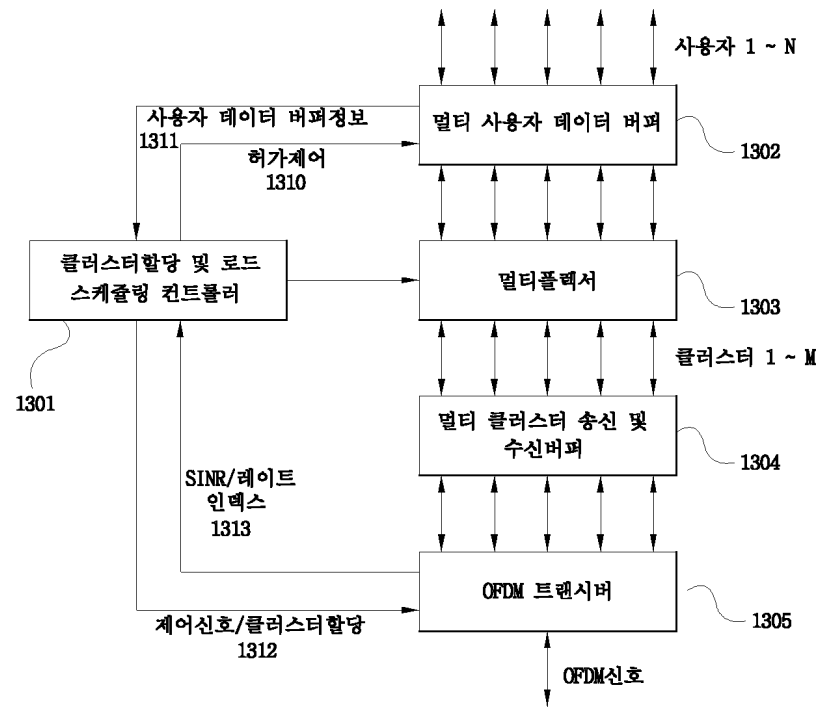 사용자 1 ~ N
사용자 데이터 버퍼정보
1311
멀티 사용자 데이터 버퍼
1302
허가제어
1310
클러스터할당 및 로드
스케쥴링 컨트롤러
멀티플렉서
1303
1301
클러스터 1 ~ M
멀티 클러스터 송신 및
수신버퍼
1304
SINR/레이트
인덱스
1313
OFDM 트랜시버
1305
제어신호/클러스터할당
1312
OFDM신호